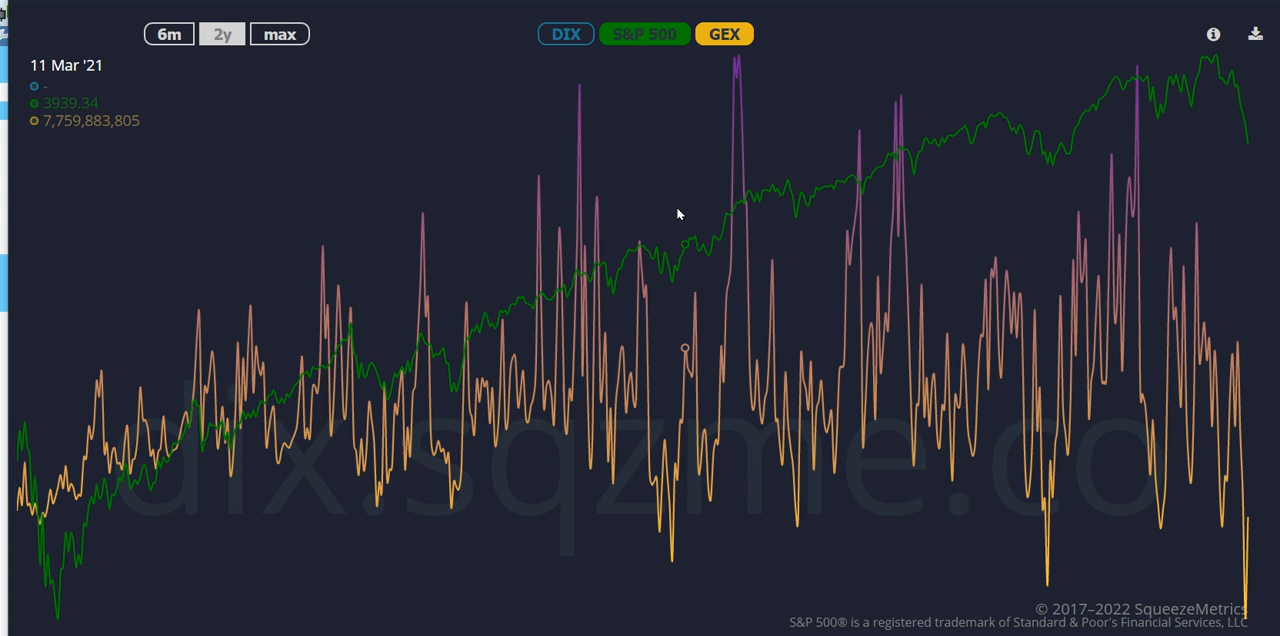 6m 2y max DIX S&P 500 GEX
11 Mar '21
-
3939.34
7,759,883,805
dix.sqzme.co
© 2017–2022 SqueezeMetrics
S&P 500® is a registered trademark of Standard & Poor's Financial Services, LLC